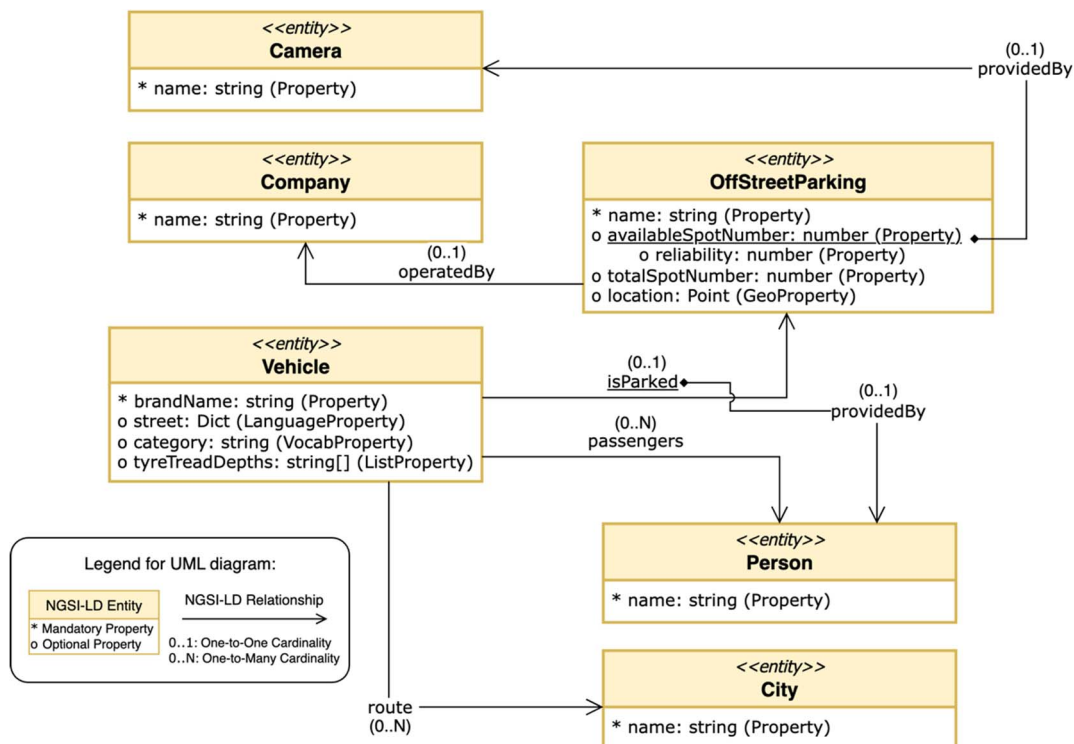 <<entity>>
Camera
* name: string (Property)
(0..1)
providedBy
<<entity>>
Company
* name: string (Property)
<<entity>>
OffStreetParking
* name: string (Property)
o availableSpotNumber: number (Property)
o reliability: number (Property)
o totalSpotNumber: number (Property)
o location: Point (GeoProperty)
(0..1)
operatedBy
<<entity>>
Vehicle
* brandName: string (Property)
o street: Dict (LanguageProperty)
o category: string (VocabProperty)
o tyreTreadDepths: string[] (ListProperty)
(0..1)
isParked
(0..1)
providedBy
(0..N)
passengers
<<entity>>
Person
* name: string (Property)
Legend for UML diagram:
NGSI-LD Entity
* Mandatory Property
o Optional Property
NGSI-LD Relationship
0..1: One-to-One Cardinality
0..N: One-to-Many Cardinality
route
(0..N)
<<entity>>
City
* name: string (Property)